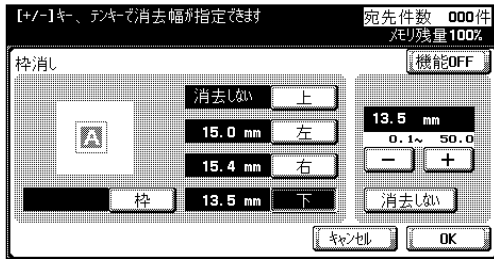 [+/-]ｷｰ、ﾃﾝｷｰで消去幅が指定できます
宛先件数 000件
ﾒﾓﾘ残量100%
枠消し
機能OFF
消去しない 上
15.0 mm 左
15.4 mm 右
枠 13.5 mm 下
A
13.5 mm
0.1~ 50.0
− +
消去しない
ｷｬﾝｾﾙ OK